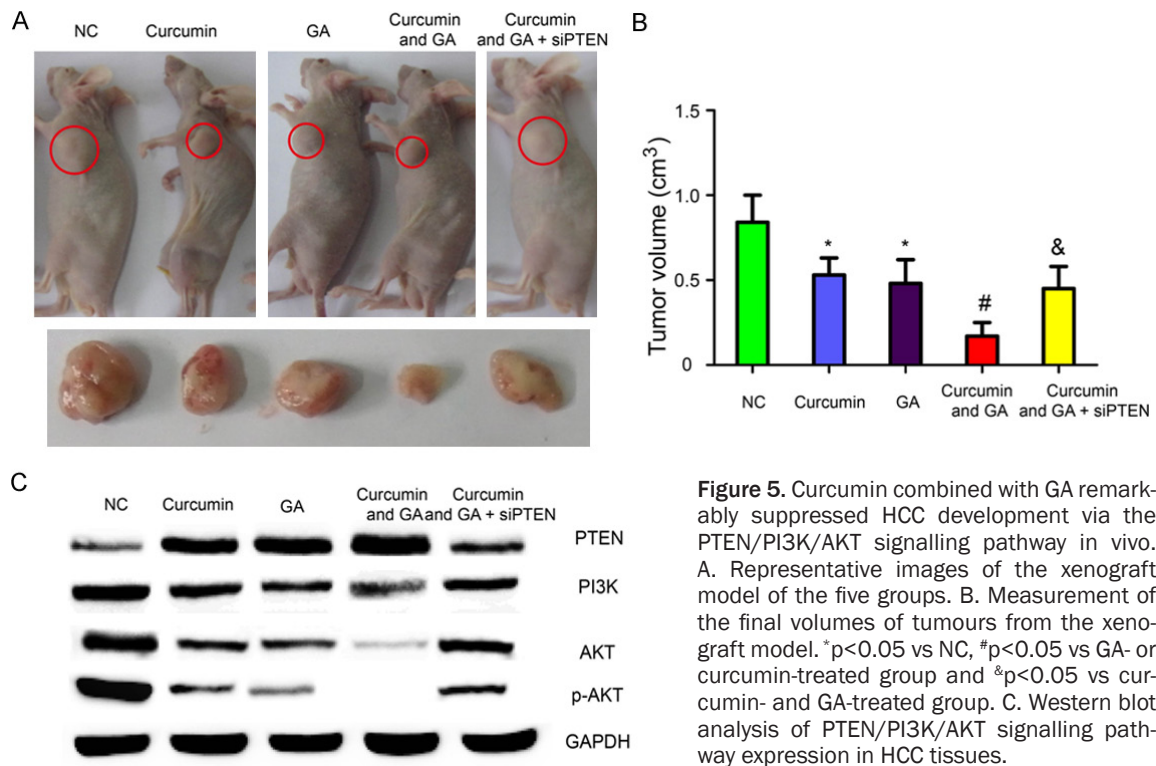 A
NC
Curcumin
GA
Curcumin
and GA
Curcumin
and GA + siPTEN
B
Tumor volume (cm³)
1.5
1.0
0.5
0
*
*
#
&
NC
Curcumin
GA
Curcumin
and GA
Curcumin
and GA + siPTEN
C
NC
Curcumin
GA
Curcumin
and GA
Curcumin
and GA + siPTEN
PTEN
PI3K
AKT
p-AKT
GAPDH
Figure 5. Curcumin combined with GA remark-
ably suppressed HCC development via the
PTEN/PI3K/AKT signalling pathway in vivo.
A. Representative images of the xenograft
model of the five groups. B. Measurement of
the final volumes of tumours from the xeno-
graft model. *p<0.05 vs NC, #p<0.05 vs GA- or
curcumin-treated group and &p<0.05 vs cur-
cumin- and GA-treated group. C. Western blot
analysis of PTEN/PI3K/AKT signalling path-
way expression in HCC tissues.